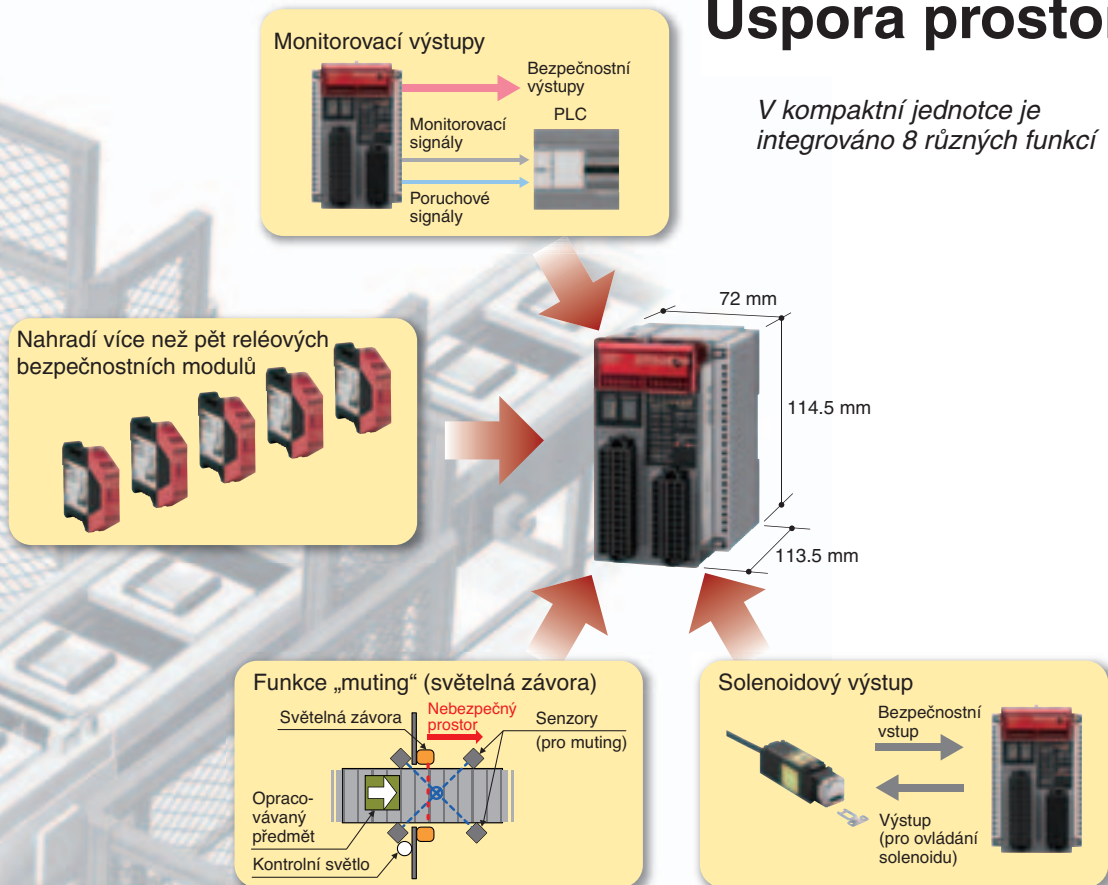 Úspora prostor
V kompaktní jednotce je
integrováno 8 různých funkcí
Monitorovací výstupy
Bezpečnostní
výstupy
PLC
Monitorovací
signály
Poruchové
signály
72 mm
114.5 mm
113.5 mm
Nahradí více než pět reléových
bezpečnostních modulů
Funkce „muting“ (světelná závora)
Světelná závora
Nebezpečný
prostor
Senzory
(pro muting)
Opraco-
vávaný
předmět
Kontrolní světlo
Solenoidový výstup
Bezpečnostní
vstup
Výstup
(pro ovládání
solenoidu)